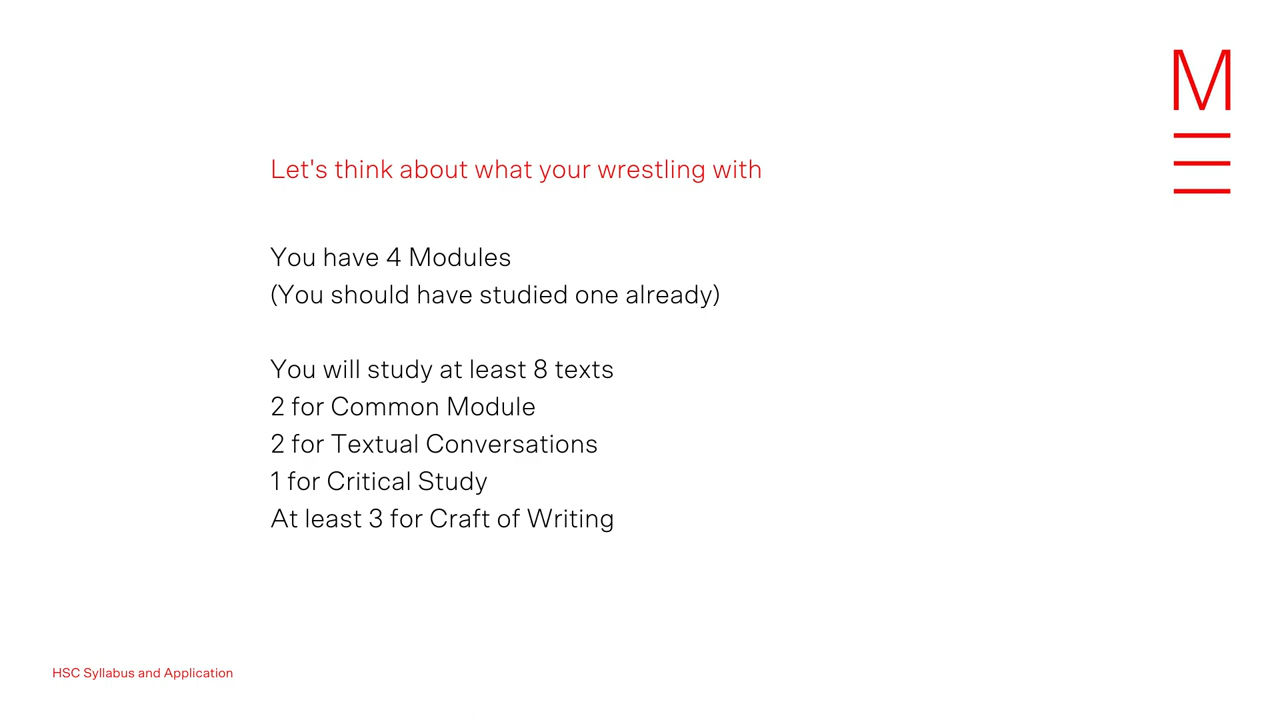 M
Let's think about what your wrestling with
You have 4 Modules
(You should have studied one already)
You will study at least 8 texts
2 for Common Module
2 for Textual Conversations
1 for Critical Study
At least 3 for Craft of Writing
HSC Syllabus and Application